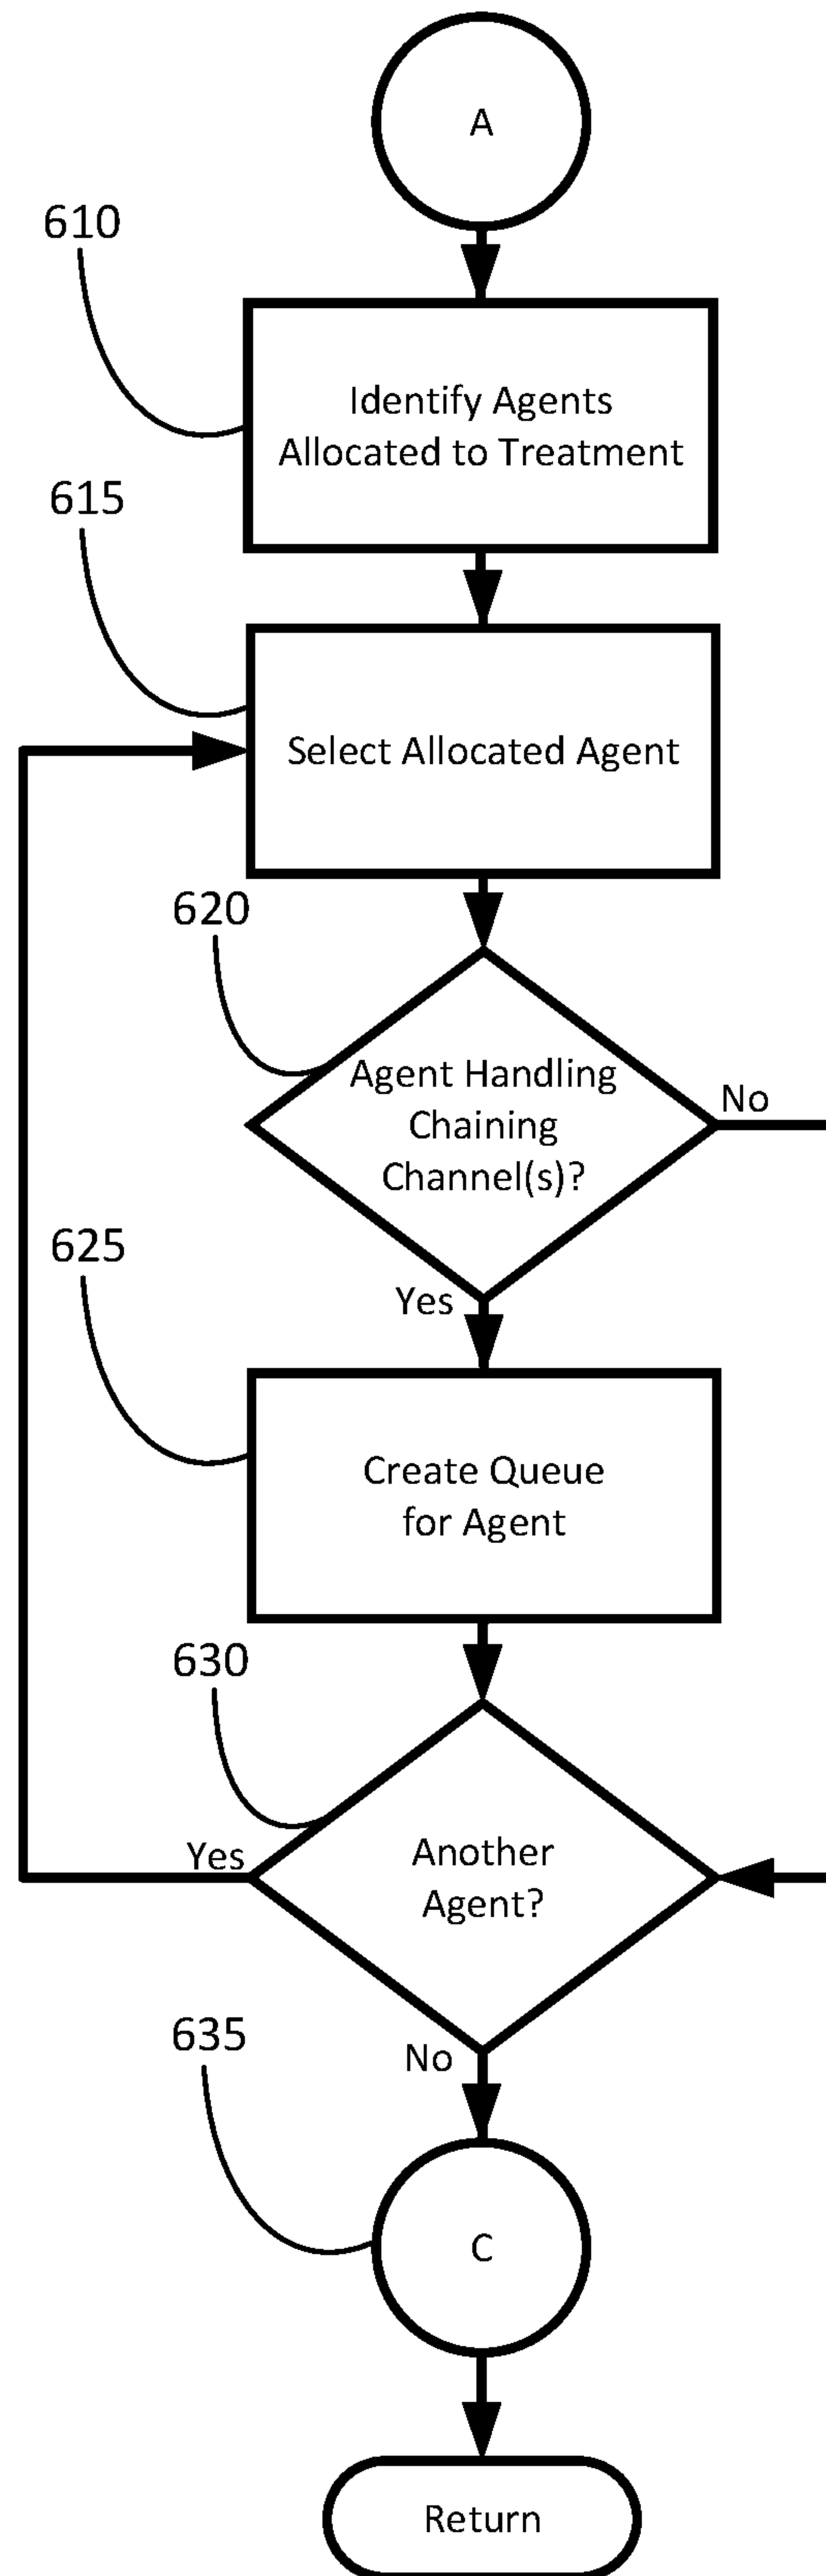 A
610
Identify Agents
Allocated to Treatment
615
Select Allocated Agent
620
Agent Handling
Chaining
Channel(s)?
No
Yes
625
Create Queue
for Agent
630
Another
Agent?
Yes
No
635
C
Return